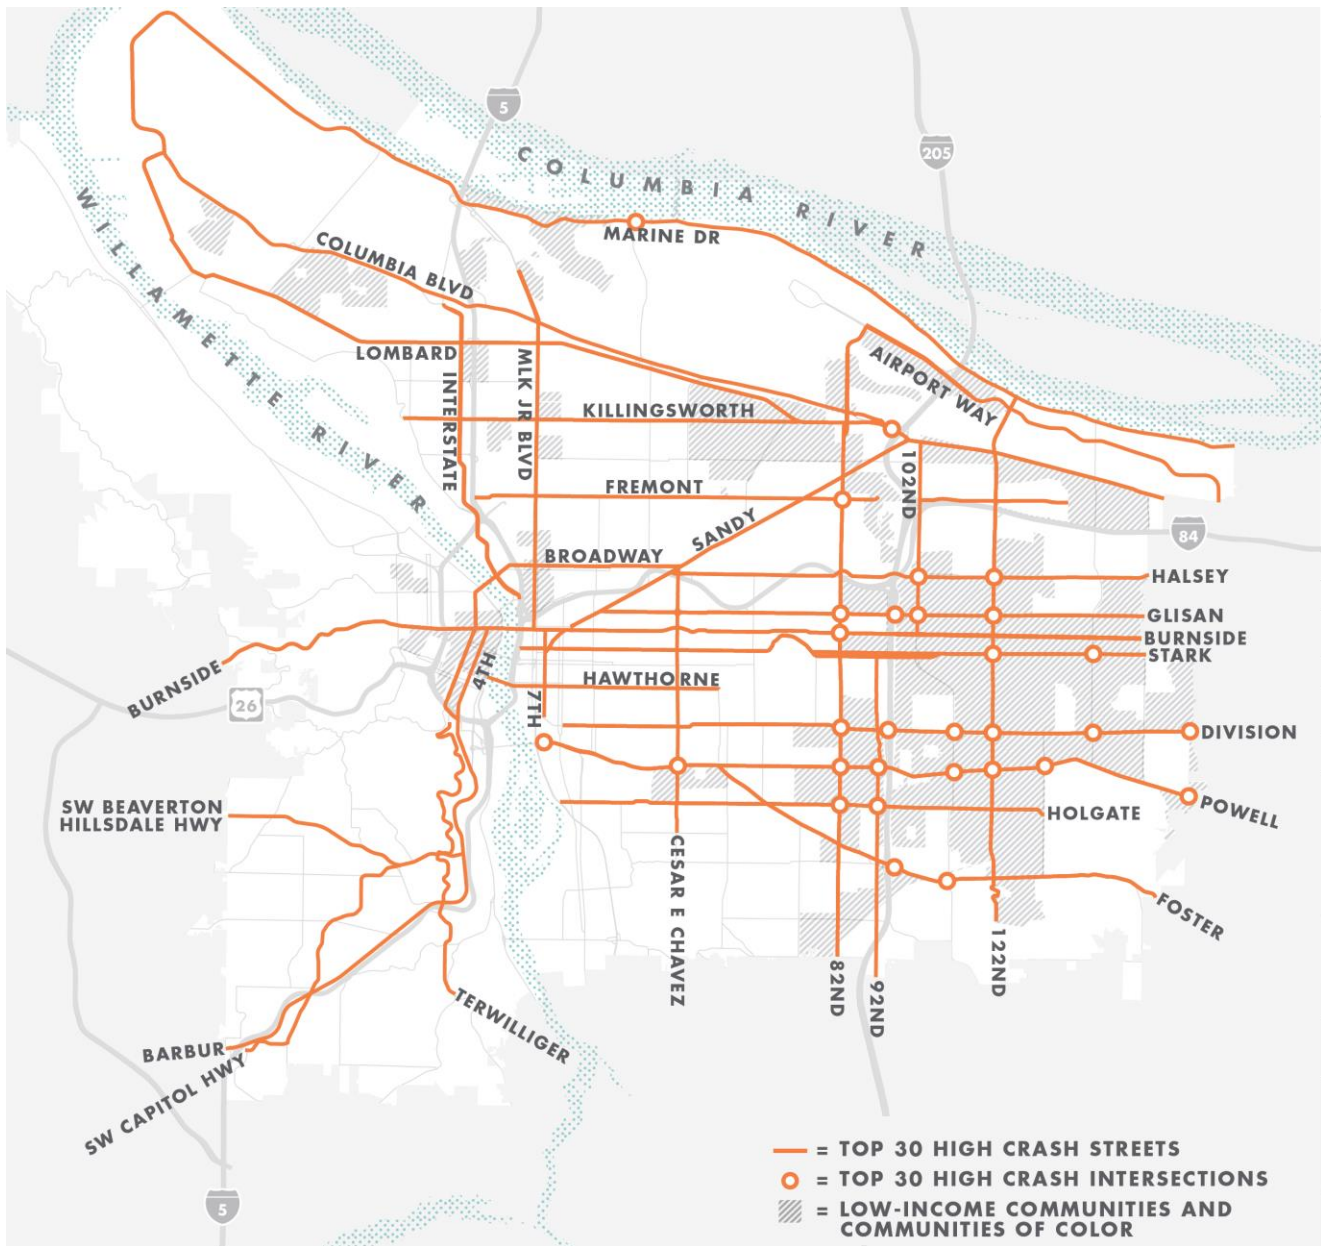 5
205
COLUMBIA RIVER
WILLAMETTE RIVER
MARINE DR
COLUMBIA BLVD
LOMBARD
INTERSTATE
MLK JR BLVD
AIRPORT WAY
KILLINGSWORTH
102ND
FREMONT
SANDY
84
BROADWAY
HALSEY
GLISAN
BURNSIDE
STARK
BURNSIDE
26
4TH
HAWTHORNE
7TH
DIVISION
SW BEAVERTON
HILLSDALE HWY
POWELL
HOLGATE
CESAR E CHAVEZ
FOSTER
82ND
92ND
122ND
TERWILLIGER
BARBUR
SW CAPITOL HWY
5
= TOP 30 HIGH CRASH STREETS
= TOP 30 HIGH CRASH INTERSECTIONS
= LOW-INCOME COMMUNITIES AND
COMMUNITIES OF COLOR